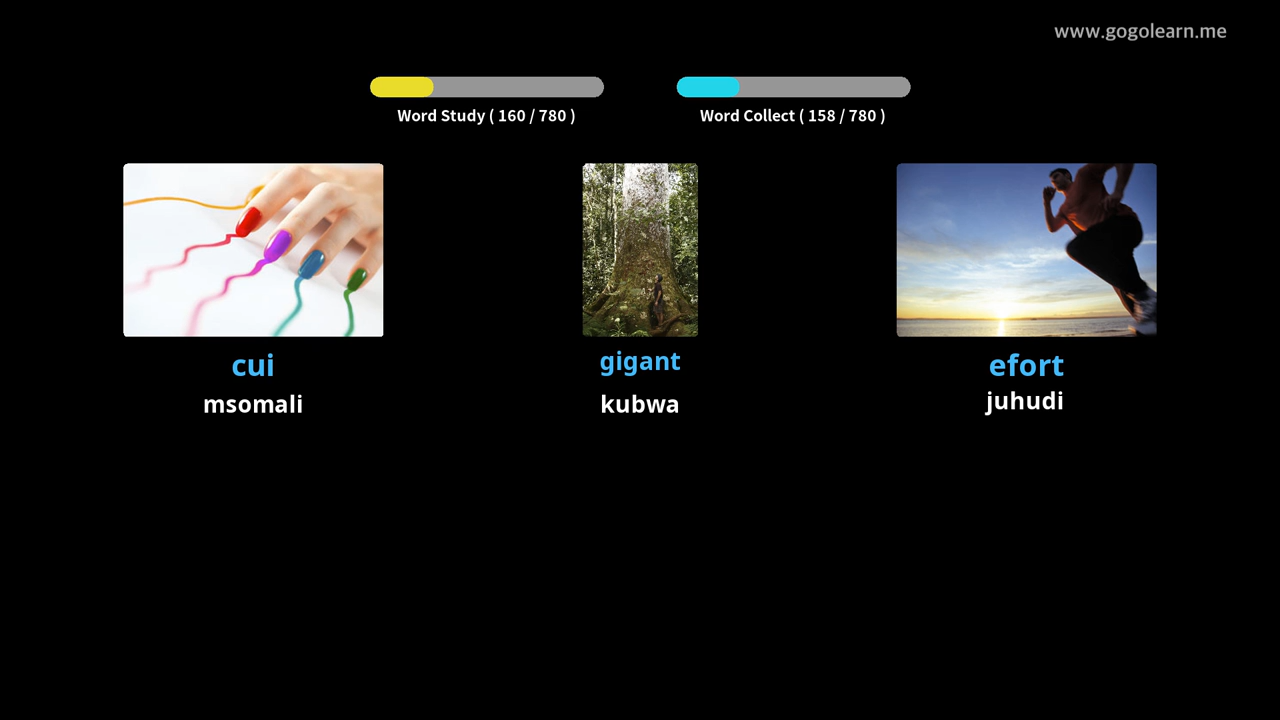 www.gogolearn.me
Word Study ( 160 / 780 )
Word Collect ( 158 / 780 )
cui
msomali
gigant
kubwa
efort
juhudi